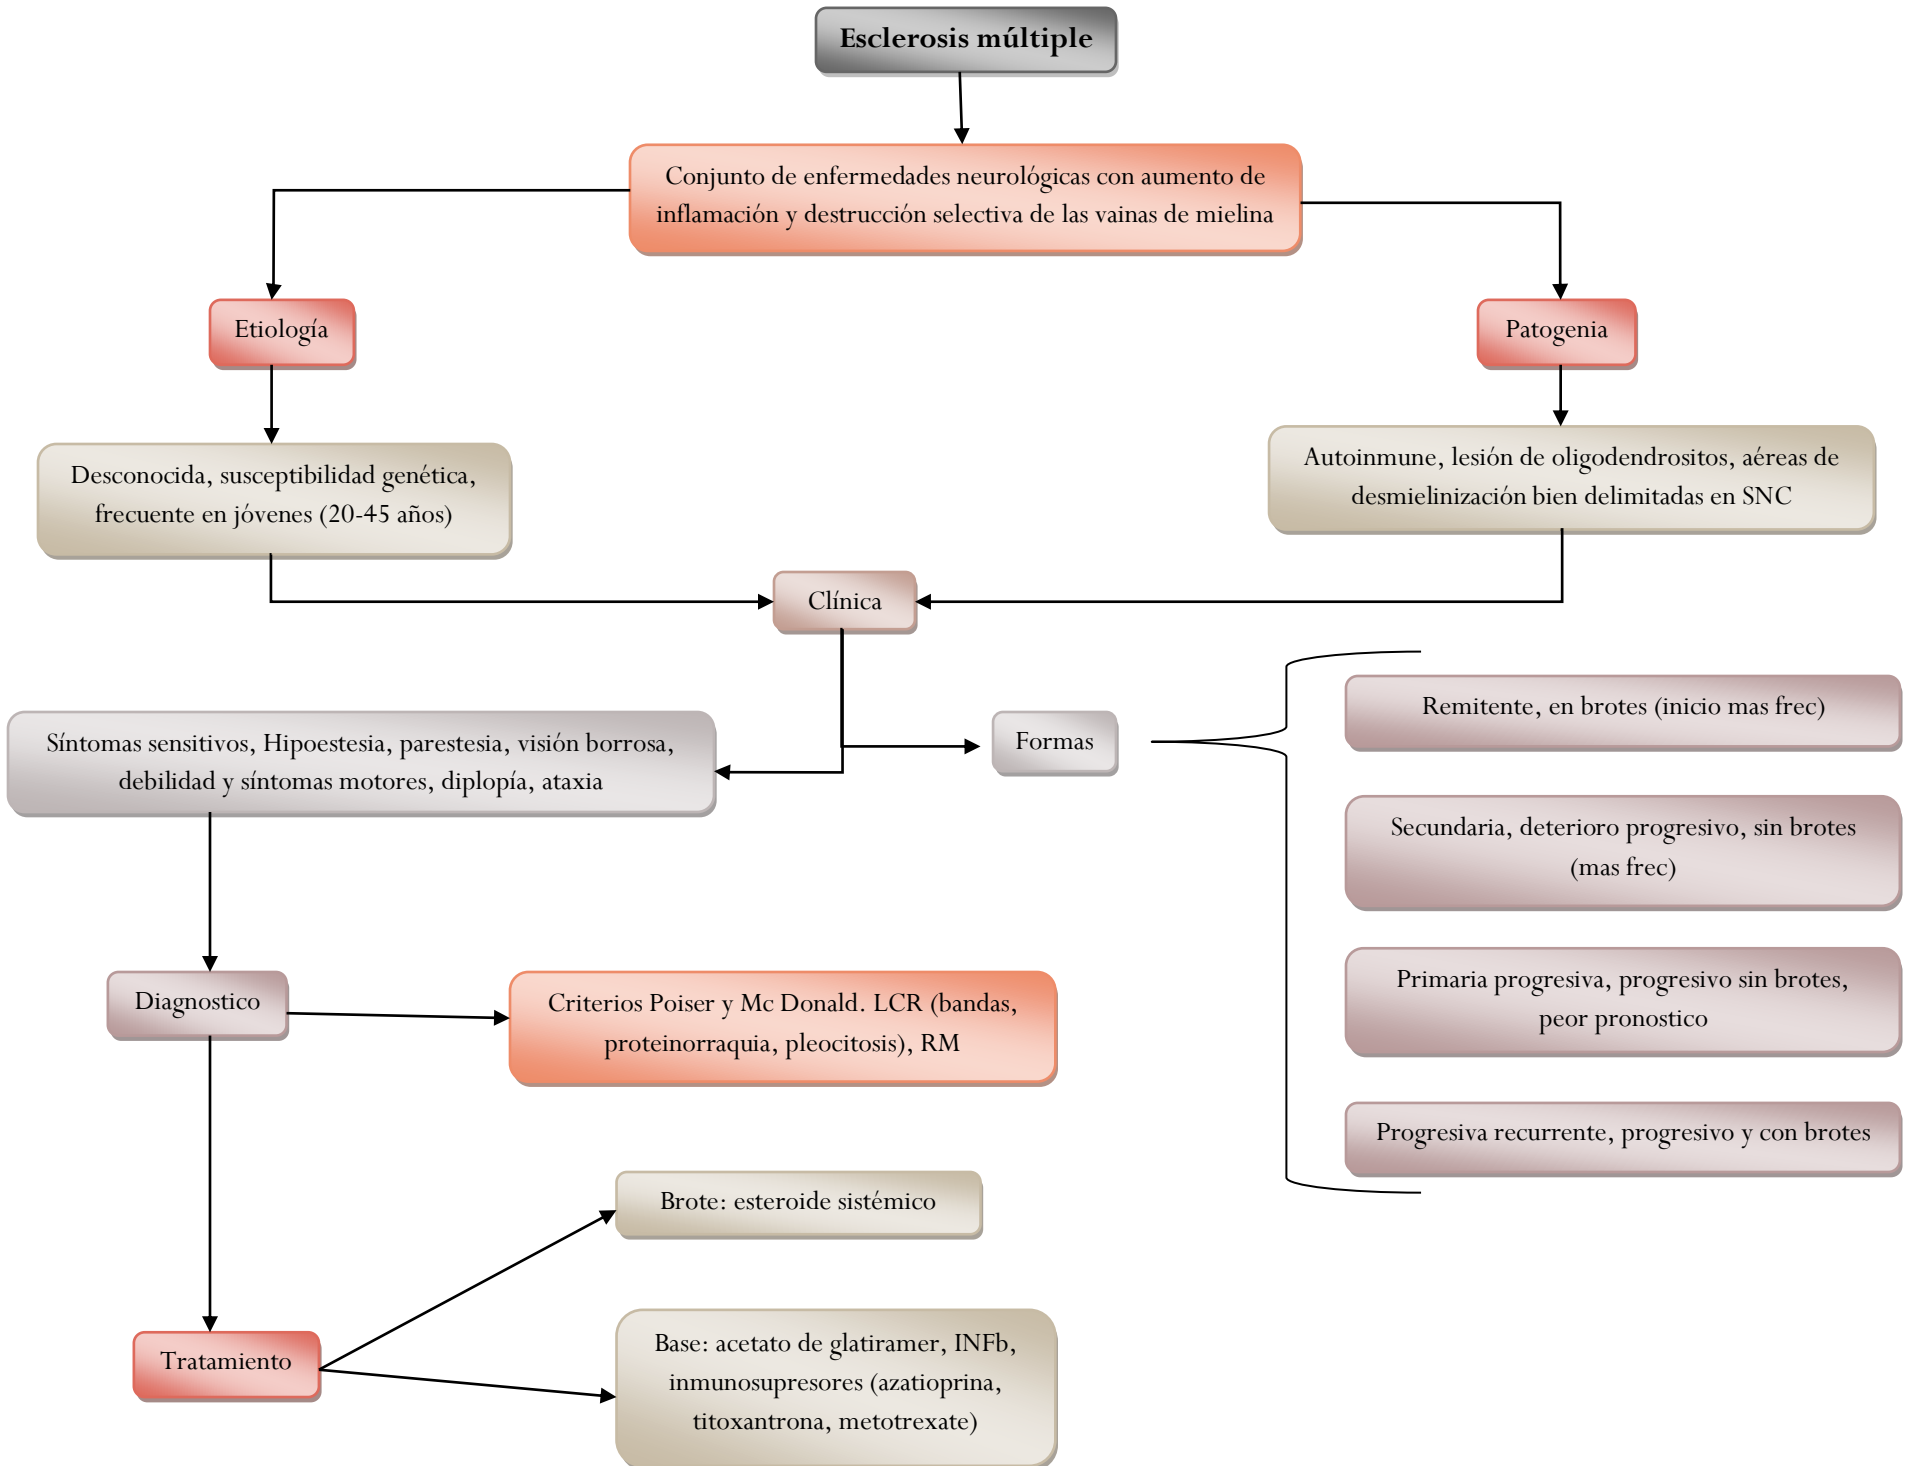 Esclerosis múltiple
Conjunto de enfermedades neurológicas con aumento de
inflamación y destrucción selectiva de las vainas de mielina
Etiología
Patogenia
Desconocida, susceptibilidad genética,
frecuente en jóvenes (20-45 años)
Autoinmune, lesión de oligodendrositos, aéreas de
desmielinización bien delimitadas en SNC
Clínica
Síntomas sensitivos, Hipoestesia, parestesia, visión borrosa,
debilidad y síntomas motores, diplopía, ataxia
Formas
Remitente, en brotes (inicio mas frec)
Secundaria, deterioro progresivo, sin brotes
(mas frec)
Primaria progresiva, progresivo sin brotes,
peor pronostico
Progresiva recurrente, progresivo y con brotes
Diagnostico
Criterios Poiser y Mc Donald. LCR (bandas,
proteinorraquia, pleocitosis), RM
Tratamiento
Brote: esteroide sistémico
Base: acetato de glatiramer, INFb,
inmunosupresores (azatioprina,
titoxantrona, metotrexate)